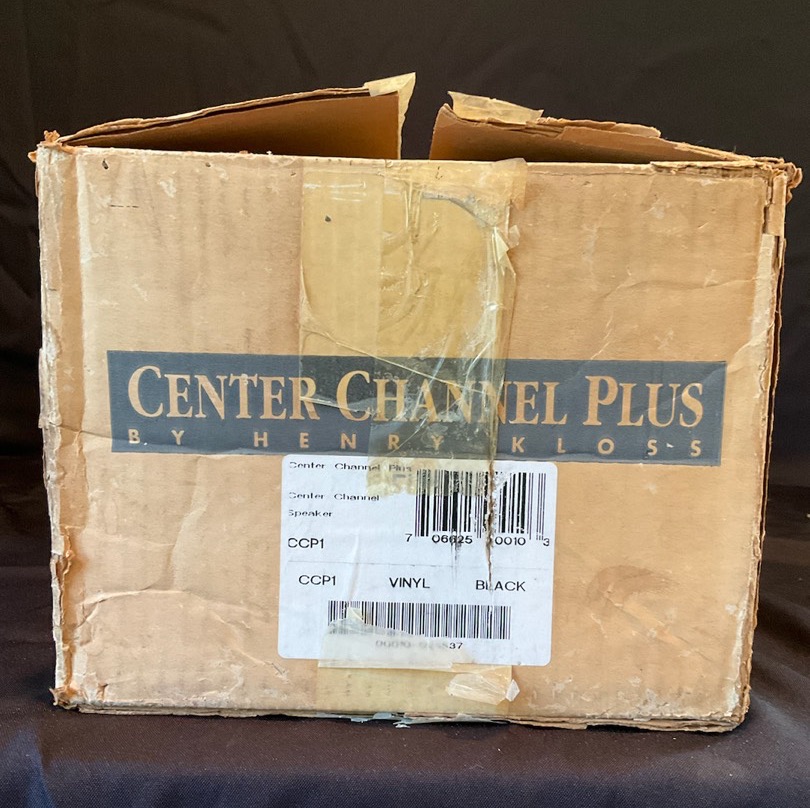 CENTER CHANNEL PLUS
BY HENRY KLOSS
Center Channel Plus
Center Channel
Speaker
CCP1
7 06625 0010 3
CCP1 VINYL BLACK